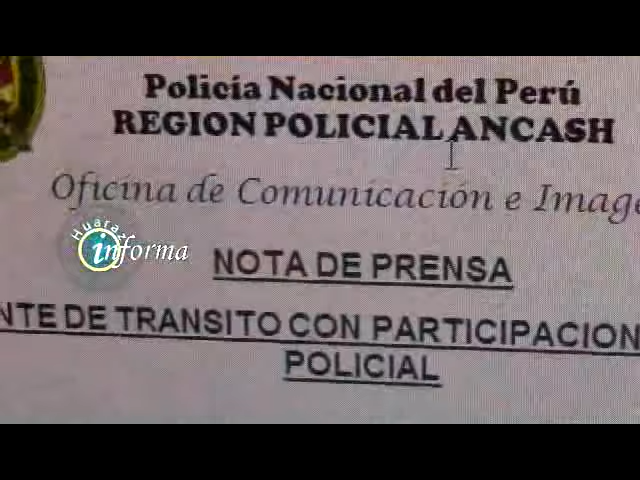 Policía Nacional del Perú
REGION POLICIAL ANCASH
Oficina de Comunicación e Image
Huaraz
informa
NOTA DE PRENSA
NTE DE TRANSITO CON PARTICIPACION
POLICIAL